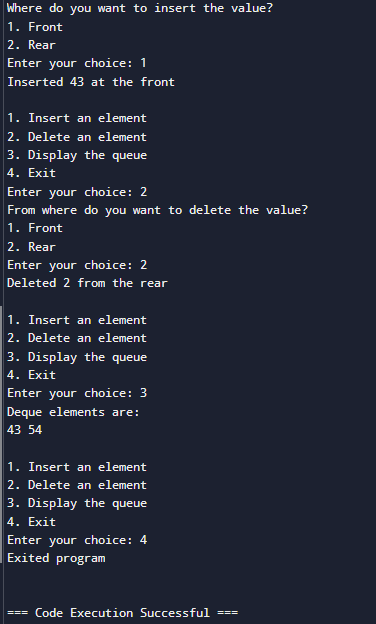 Where do you want to insert the value?
1. Front
2. Rear
Enter your choice: 1
Inserted 43 at the front
1. Insert an element
2. Delete an element
3. Display the queue
4. Exit
Enter your choice: 2
From where do you want to delete the value?
1. Front
2. Rear
Enter your choice: 2
Deleted 2 from the rear
1. Insert an element
2. Delete an element
3. Display the queue
4. Exit
Enter your choice: 3
Deque elements are:
43 54
1. Insert an element
2. Delete an element
3. Display the queue
4. Exit
Enter your choice: 4
Exited program
=== Code Execution Successful ===